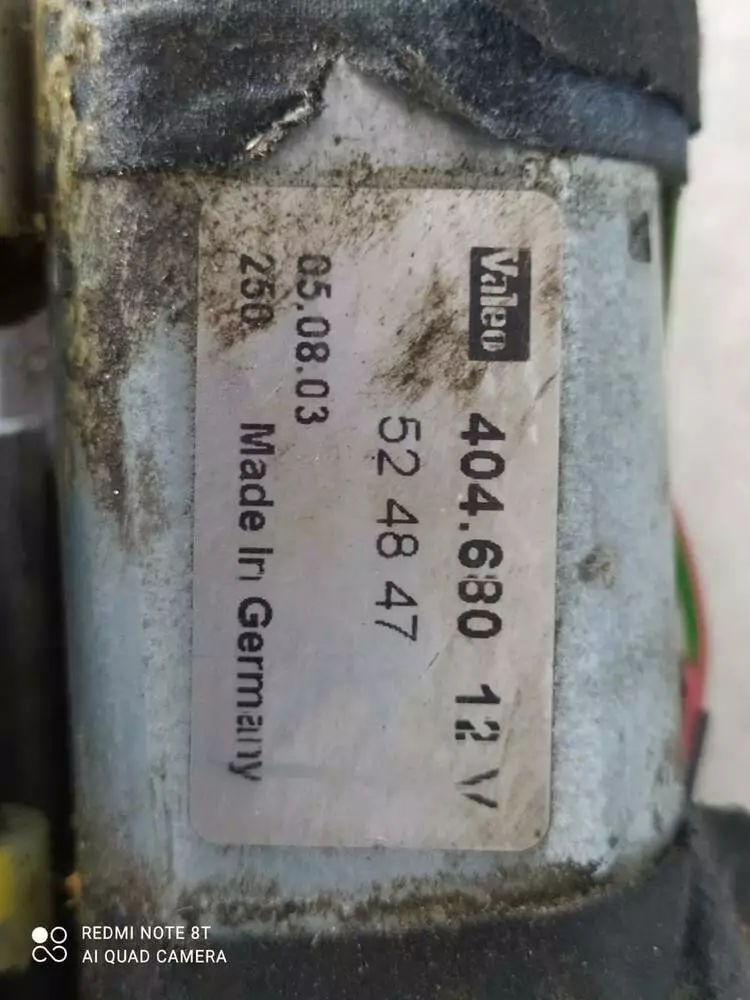 Valeo
404.680 12 V
52 48 47
05.08.03
250 Made In Germany
REDMI NOTE 8T
AI QUAD CAMERA